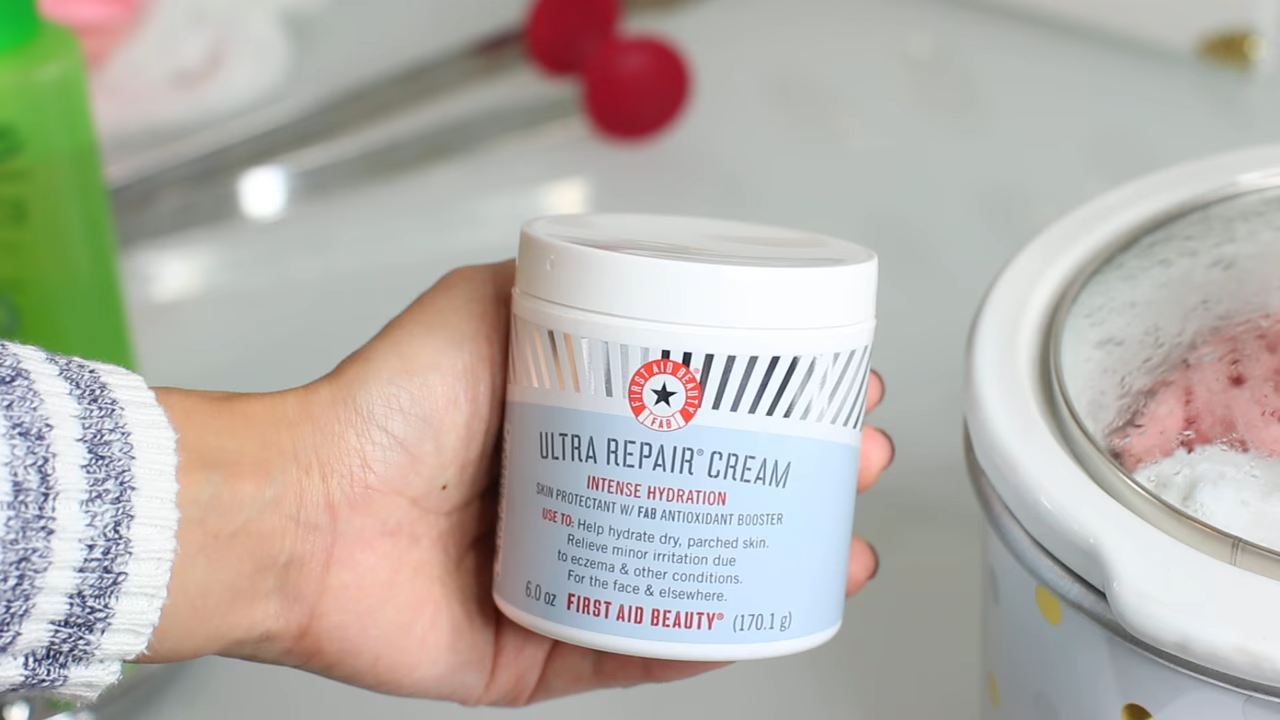 FIRST AID BEAUTY®
FAB
ULTRA REPAIR® CREAM
INTENSE HYDRATION
SKIN PROTECTANT W/ FAB ANTIOXIDANT BOOSTER
USE TO: Help hydrate dry, parched skin.
Relieve minor irritation due
to eczema & other conditions.
For the face & elsewhere.
6.0 oz FIRST AID BEAUTY® (170.1 g)